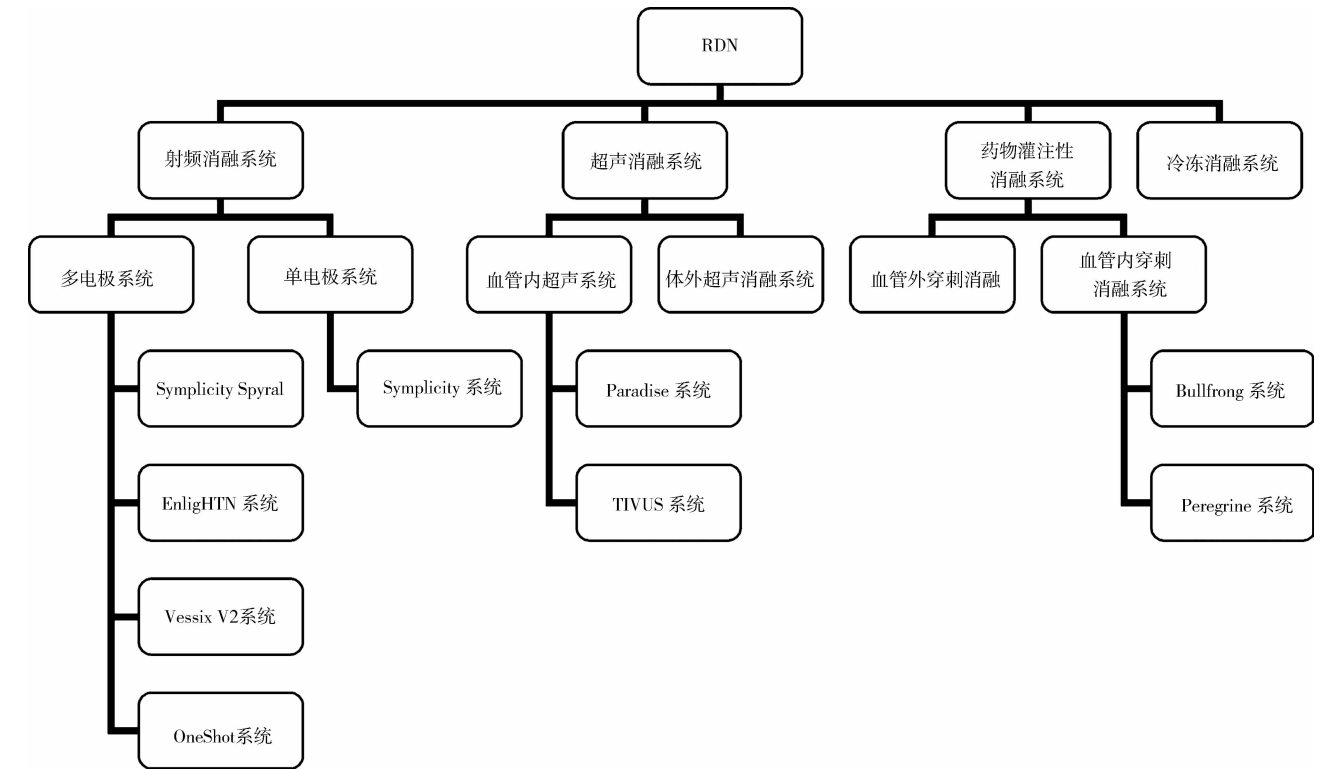 RDN
射频消融系统
超声消融系统
药物灌注性
消融系统
冷冻消融系统
多电极系统
单电极系统
血管内超声系统
体外超声消融系统
血管外穿刺消融
血管内穿刺
消融系统
Symplicity Spyral
Symplicity 系统
Paradise 系统
Bullfrong 系统
EnligHTN 系统
TIVUS 系统
Peregrine 系统
Vessix V2系统
OneShot系统